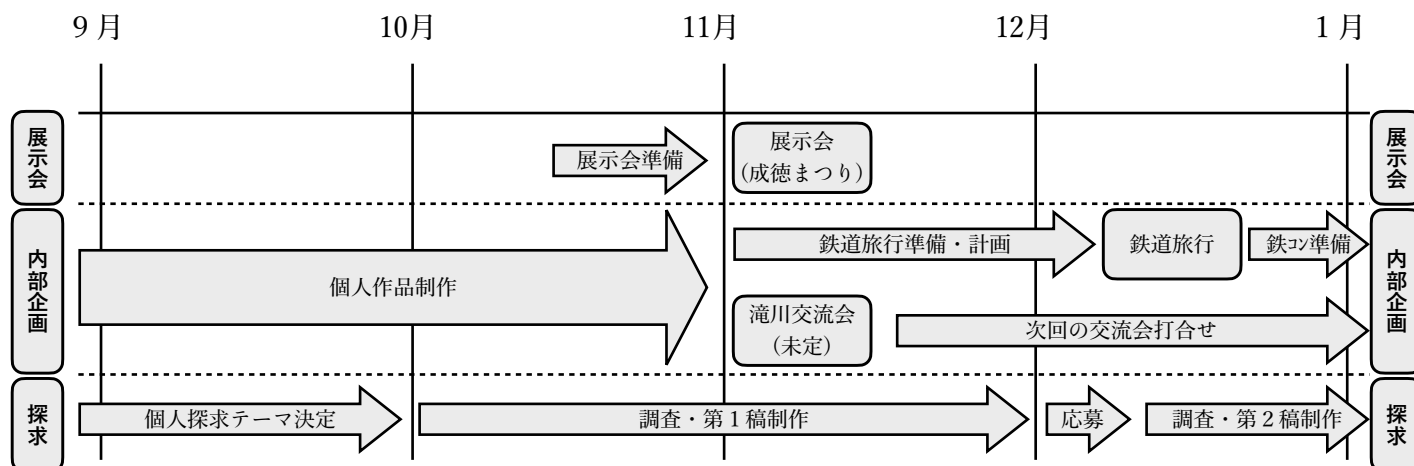 9 月
10月
11月
12月
1 月
展示会
展示会準備
展示会
(成徳まつり)
展示会
内部企画
個人作品制作
鉄道旅行準備・計画
鉄道旅行
鉄コン準備
滝川交流会
(未定)
次回の交流会打合せ
内部企画
探求
個人探求テーマ決定
調査・第１稿制作
応募
調査・第２稿制作
探求